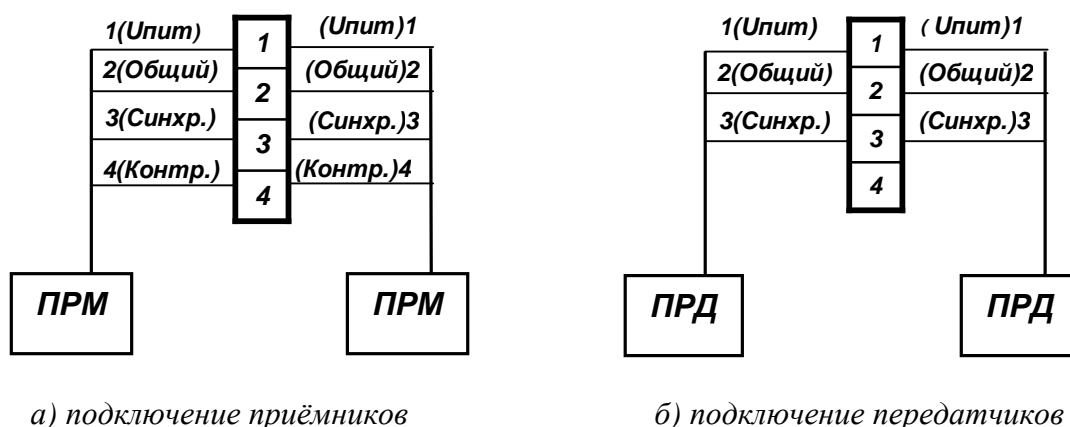 1(Uпит)
1
(Uпит)1
2(Общий)
2
(Общий)2
3(Синхр.)
3
(Синхр.)3
4(Контр.)
4
(Контр.)4
ПРМ
ПРМ
а) подключение приёмников
1(Uпит)
1
( Uпит)1
2(Общий)
2
(Общий)2
3(Синхр.)
3
(Синхр.)3
4
ПРД
ПРД
б) подключение передатчиков